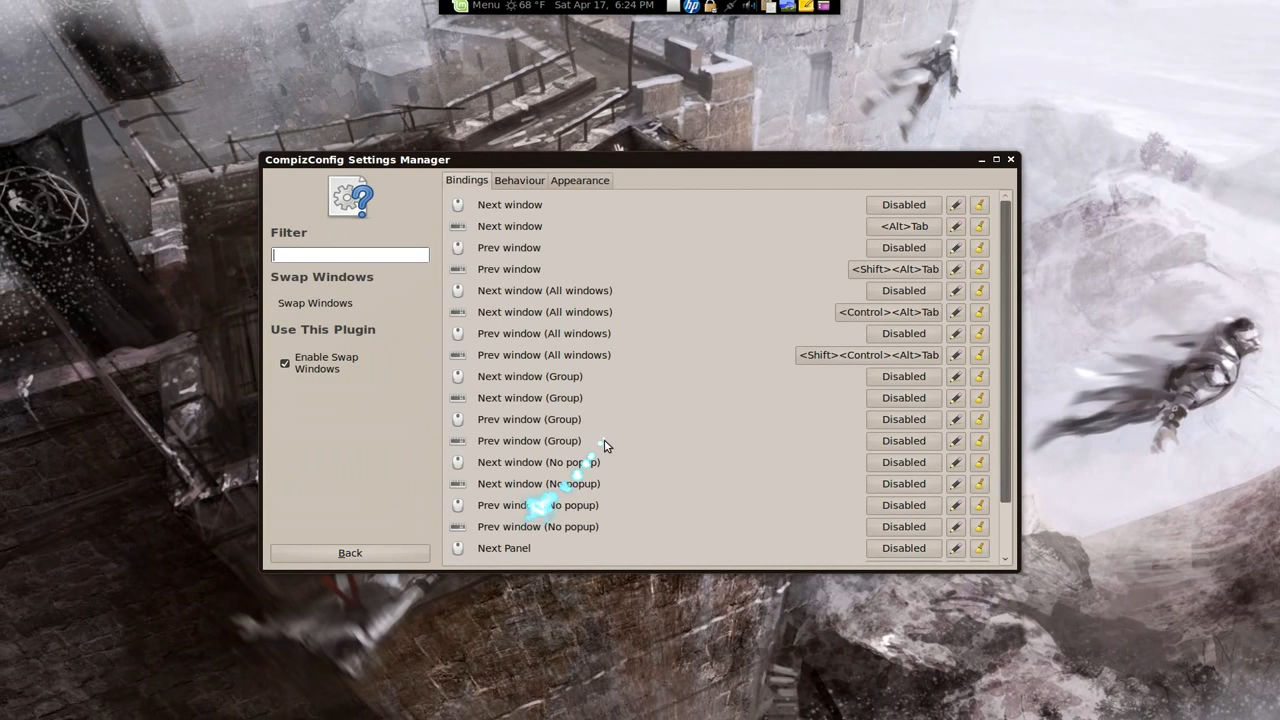 Menu 68 °F Sat Apr 17, 6:24 PM hp
CompizConfig Settings Manager
Filter
Swap Windows
Swap Windows
Use This Plugin
Enable Swap
Windows
Back
Bindings Behaviour Appearance
Next window Disabled
Next window <Alt>Tab
Prev window Disabled
Prev window <Shift><Alt>Tab
Next window (All windows) Disabled
Next window (All windows) <Control><Alt>Tab
Prev window (All windows) Disabled
Prev window (All windows) <Shift><Control><Alt>Tab
Next window (Group) Disabled
Next window (Group) Disabled
Prev window (Group) Disabled
Prev window (Group) Disabled
Next window (No popup) Disabled
Next window (No popup) Disabled
Prev window (No popup) Disabled
Prev window (No popup) Disabled
Next Panel Disabled